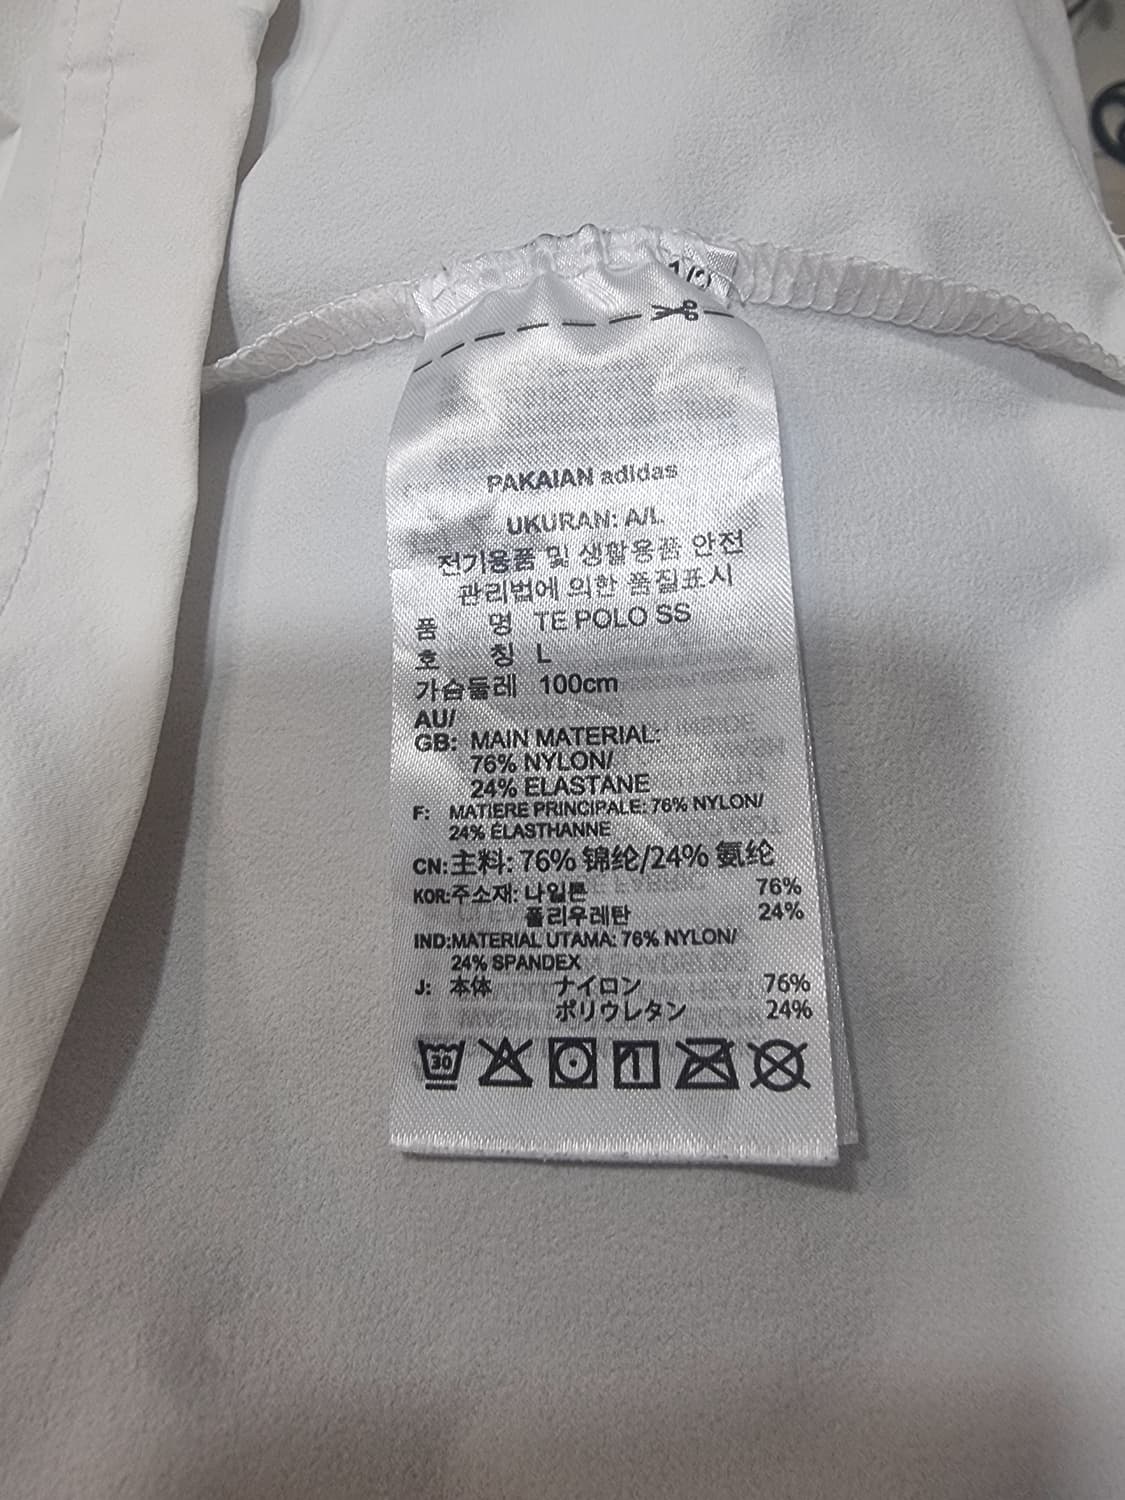 1/2
PAKAIAN adidas
UKURAN: A/L
전기용품 및 생활용품 안전
관리법에 의한 품질표시
품 명 TE POLO SS
호 칭 L
가슴둘레 100cm
AU/
GB: MAIN MATERIAL:
76% NYLON/
24% ELASTANE
F: MATIERE PRINCIPALE: 76% NYLON/
24% ÉLASTHANNE
CN: 主料: 76% 锦纶/24% 氨纶
KOR: 주소재: 나일론 76%
폴리우레탄 24%
IND: MATERIAL UTAMA: 76% NYLON/
24% SPANDEX
J: 本体 ナイロン 76%
ポリウレタン 24%
30